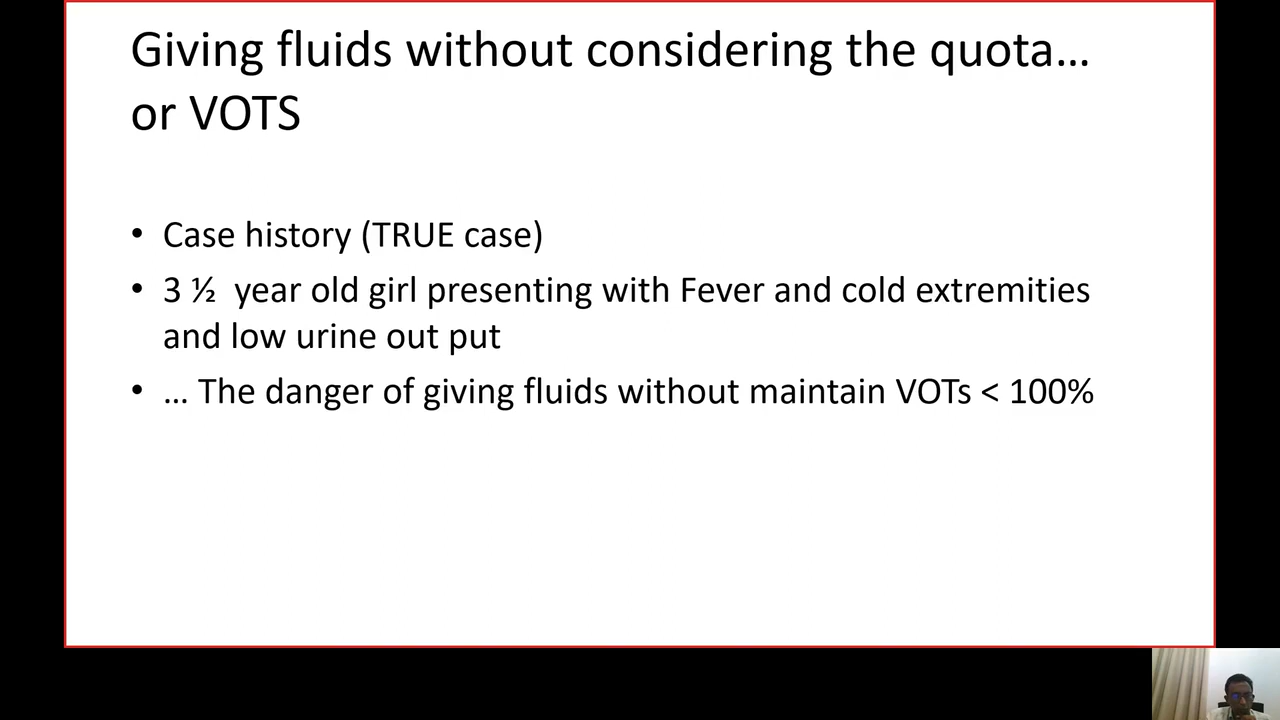 Giving fluids without considering the quota…
or VOTS
• Case history (TRUE case)
• 3 ½ year old girl presenting with Fever and cold extremities
and low urine out put
• … The danger of giving fluids without maintain VOTs < 100%